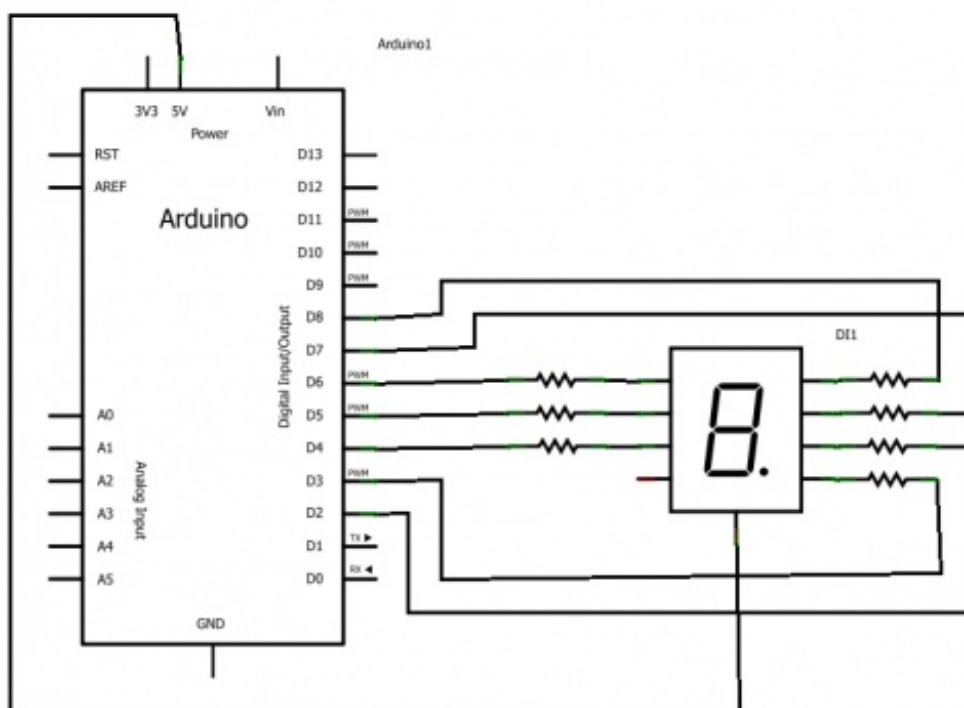 Arduino1
3V3 5V Vin
Power
RST D13
AREF D12
Arduino
D11 PWM
D10 PWM
D9 PWM
D8
D7
D6 PWM
A0 D5 PWM
A1 D4
A2 D3 PWM
A3 D2
A4 D1 TX ▶
A5 D0 RX ◀
Digital Input/Output
Analog Input
GND
DI1
8.